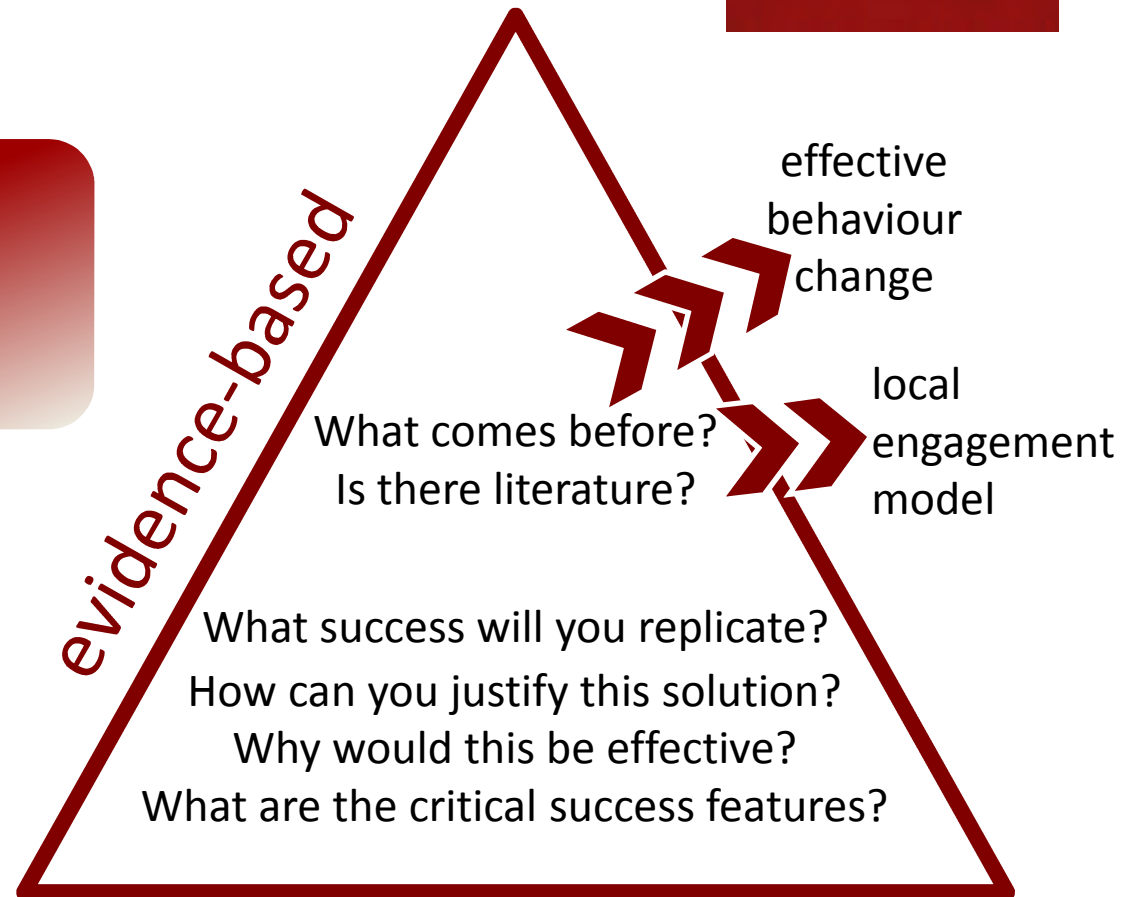 evidence-based
effective
behaviour
change
local
engagement
model
What comes before?
Is there literature?
What success will you replicate?
How can you justify this solution?
Why would this be effective?
What are the critical success features?